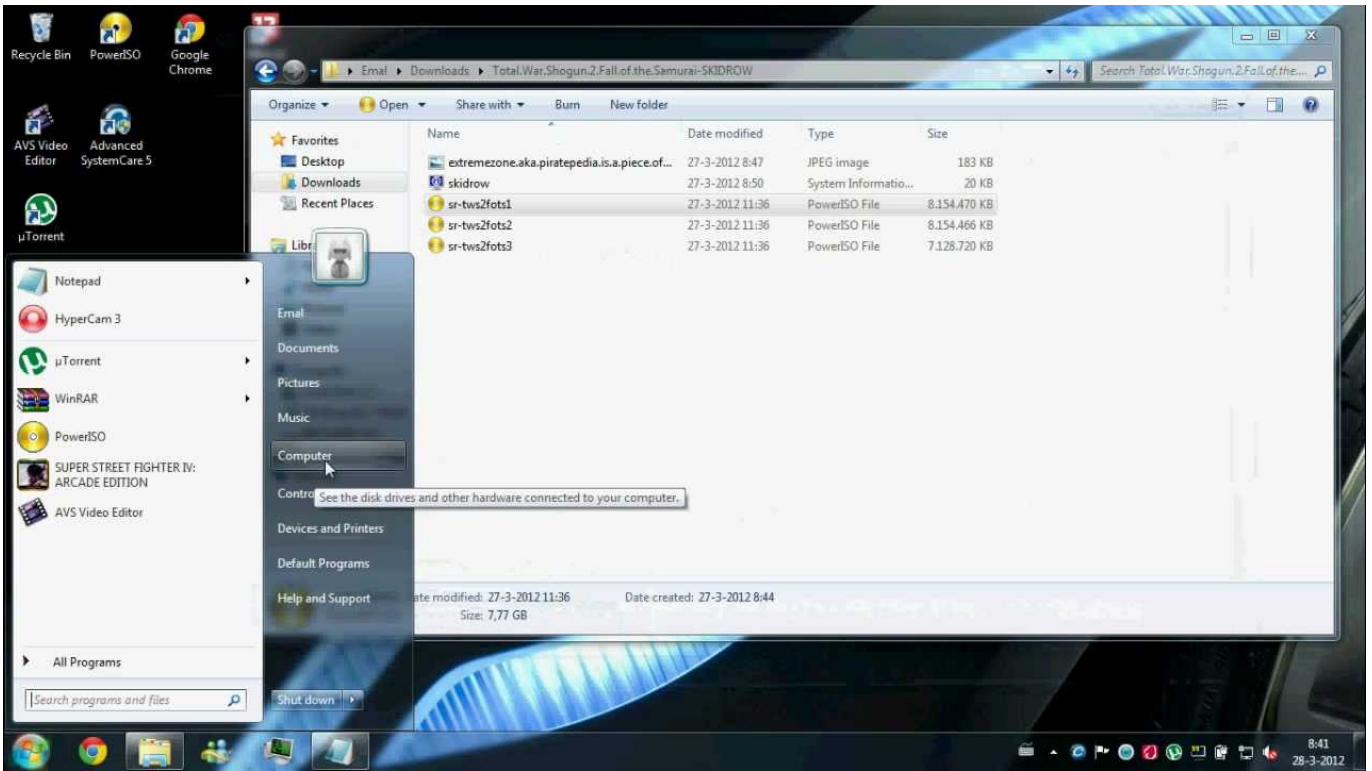 Recycle Bin
PowerISO
Google
Chrome
AVS Video
Editor
Advanced
SystemCare 5
µTorrent
Emal
Downloads
Total.War.Shogun.2.Fall.of.the.Samurai-SKIDROW
Search Total.War.Shogun.2.Fall.of.the....
Organize
Open
Share with
Burn
New folder
Favorites
Desktop
Downloads
Recent Places
Name
Date modified
Type
Size
extremezone.aka.piratepedia.is.a.piece.of...
27-3-2012 8:47
JPEG image
183 KB
skidrow
27-3-2012 8:50
System Informatio...
20 KB
sr-tws2fots1
27-3-2012 11:36
PowerISO File
8.154.470 KB
sr-tws2fots2
27-3-2012 11:36
PowerISO File
8.154.466 KB
sr-tws2fots3
27-3-2012 11:36
PowerISO File
7.128.720 KB
Notepad
HyperCam 3
µTorrent
WinRAR
PowerISO
SUPER STREET FIGHTER IV:
ARCADE EDITION
AVS Video Editor
All Programs
Search programs and files
Emal
Documents
Pictures
Music
Computer
See the disk drives and other hardware connected to your computer.
Devices and Printers
Default Programs
Help and Support
Shut down
modified: 27-3-2012 11:36
Date created: 27-3-2012 8:44
Size: 7,77 GB
8:41
28-3-2012